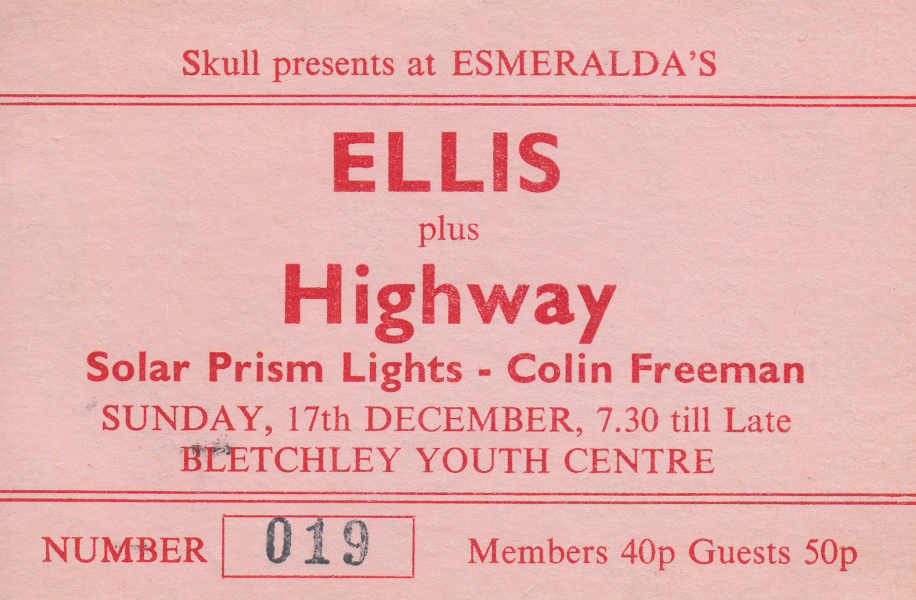 Skull presents at ESMERALDA'S
ELLIS
plus
Highway
Solar Prism Lights - Colin Freeman
SUNDAY, 17th DECEMBER, 7.30 till Late
BLETCHLEY YOUTH CENTRE
NUMBER 019 Members 40p Guests 50p